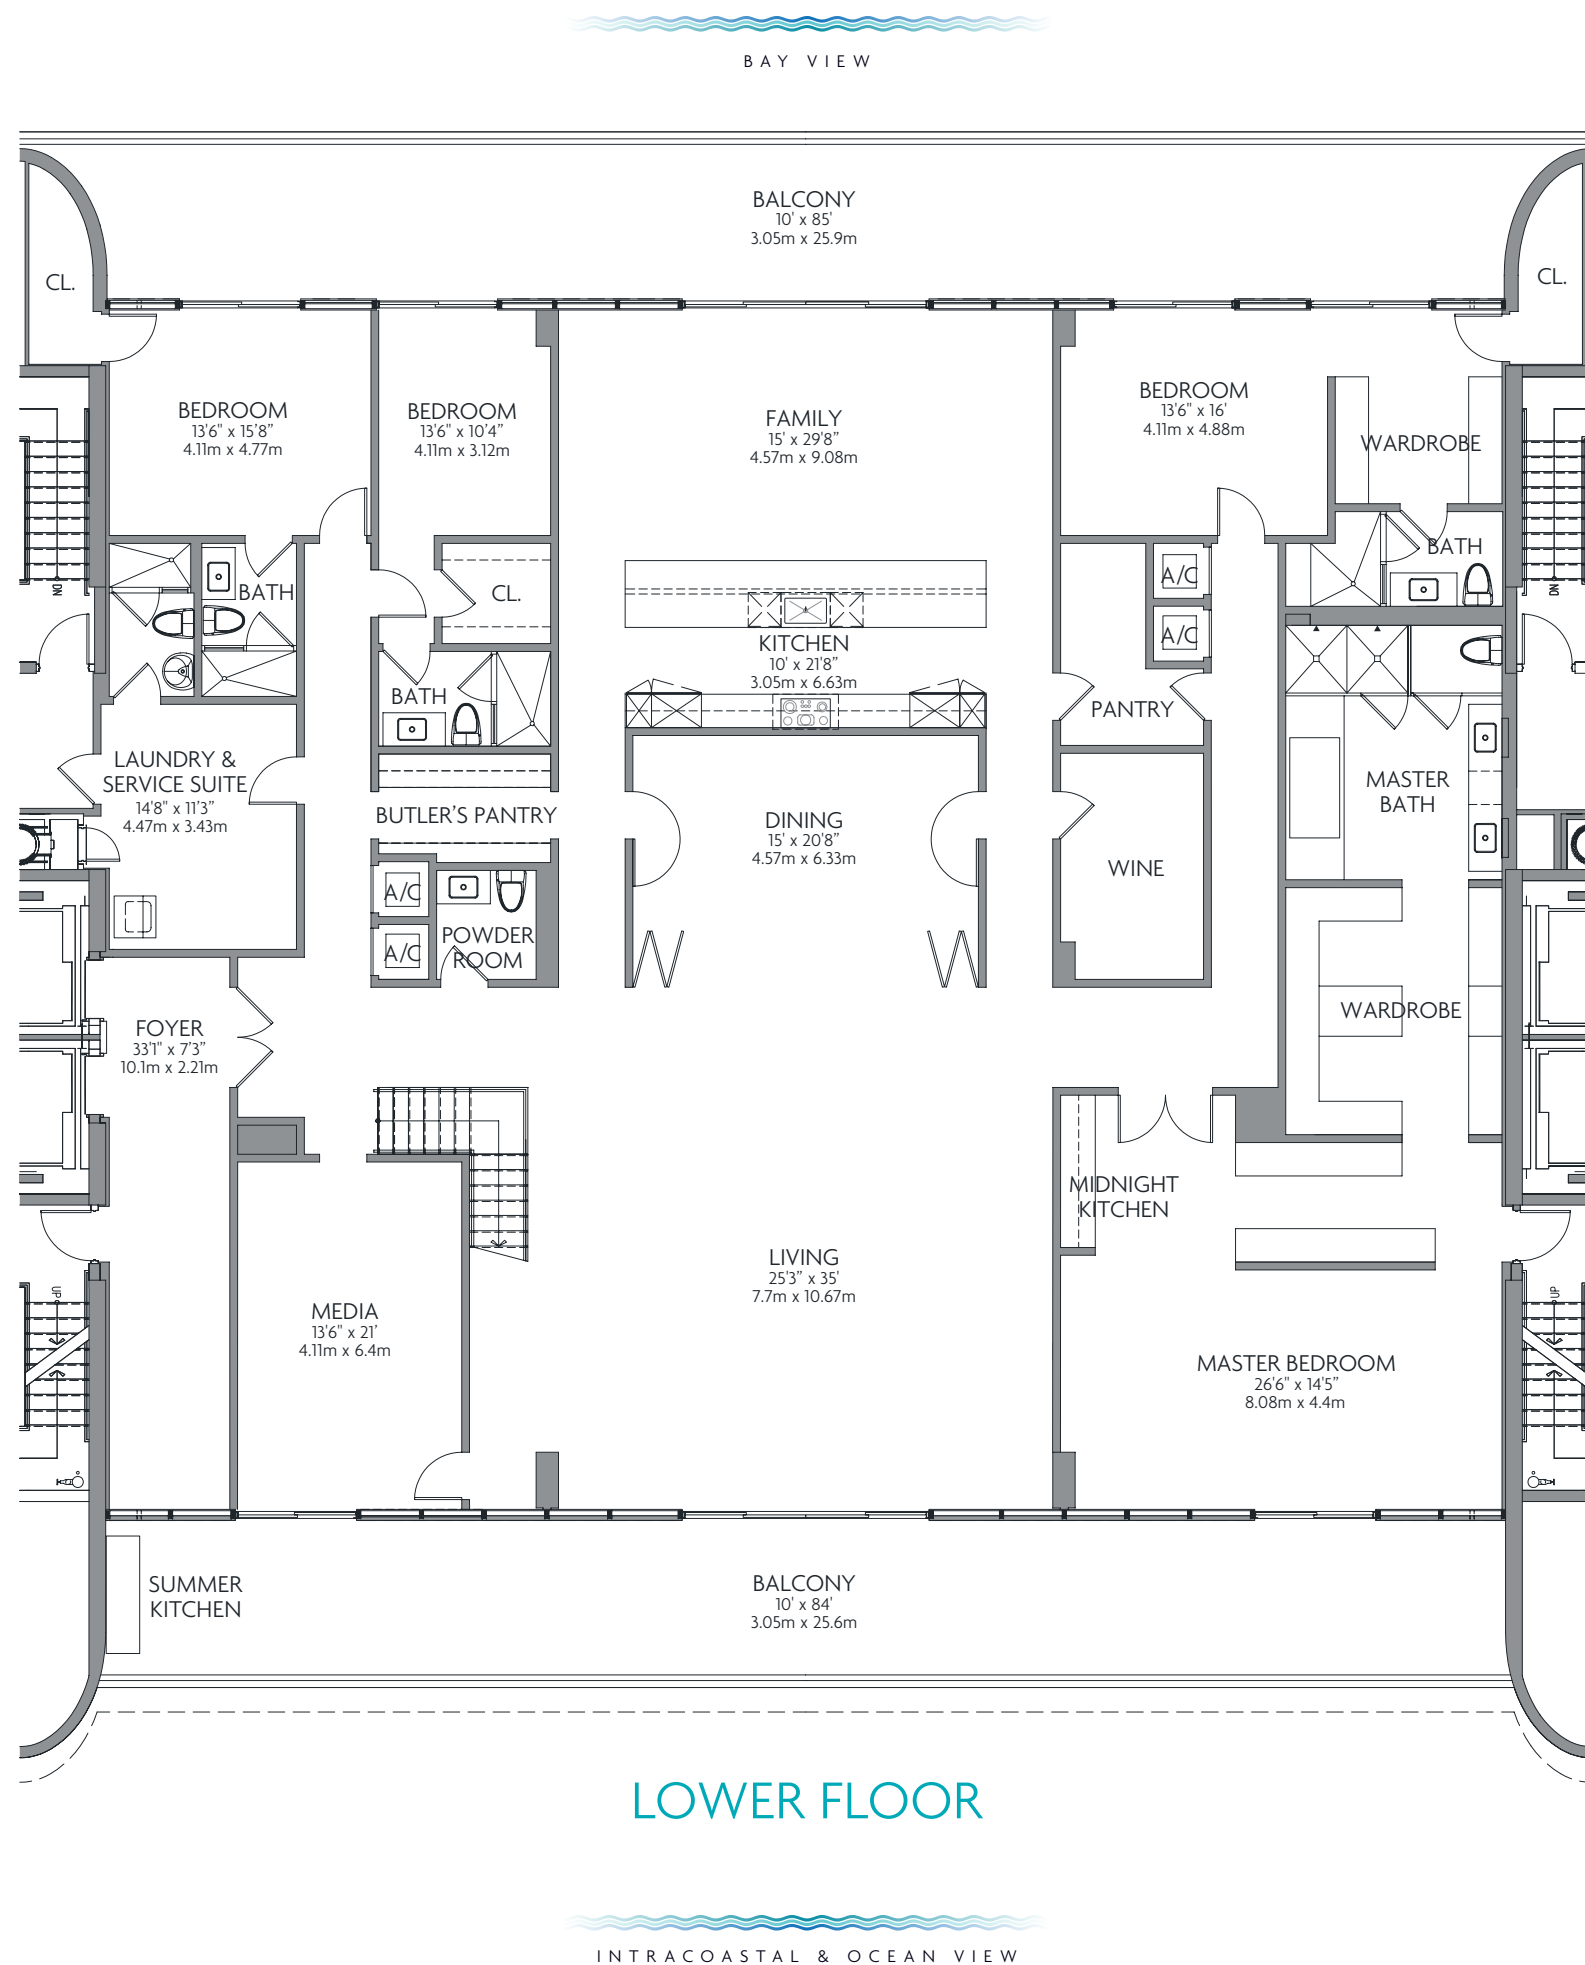 BAY VIEW
BALCONY
10' x 85'
3.05m x 25.9m
CL.
CL.
BEDROOM
13'6" x 15'8"
4.11m x 4.77m
BEDROOM
13'6" x 10'4"
4.11m x 3.12m
FAMILY
15' x 29'8"
4.57m x 9.08m
BEDROOM
13'6" x 16'
4.11m x 4.88m
WARDROBE
DN
BATH
CL.
A/C
BATH
DN
A/C
KITCHEN
10' x 21'8"
3.05m x 6.63m
BATH
PANTRY
LAUNDRY &
SERVICE SUITE
14'8" x 11'3"
4.47m x 3.43m
BUTLER'S PANTRY
DINING
15' x 20'8"
4.57m x 6.33m
MASTER
BATH
WINE
A/C
A/C
POWDER
ROOM
FOYER
33'1" x 7'3"
10.1m x 2.21m
WARDROBE
MIDNIGHT
KITCHEN
LIVING
25'3" x 35'
7.7m x 10.67m
UP
UP
MEDIA
13'6" x 21'
4.11m x 6.4m
MASTER BEDROOM
26'6" x 14'5"
8.08m x 4.4m
SUMMER
KITCHEN
BALCONY
10' x 84'
3.05m x 25.6m
LOWER FLOOR
INTRACOASTAL & OCEAN VIEW